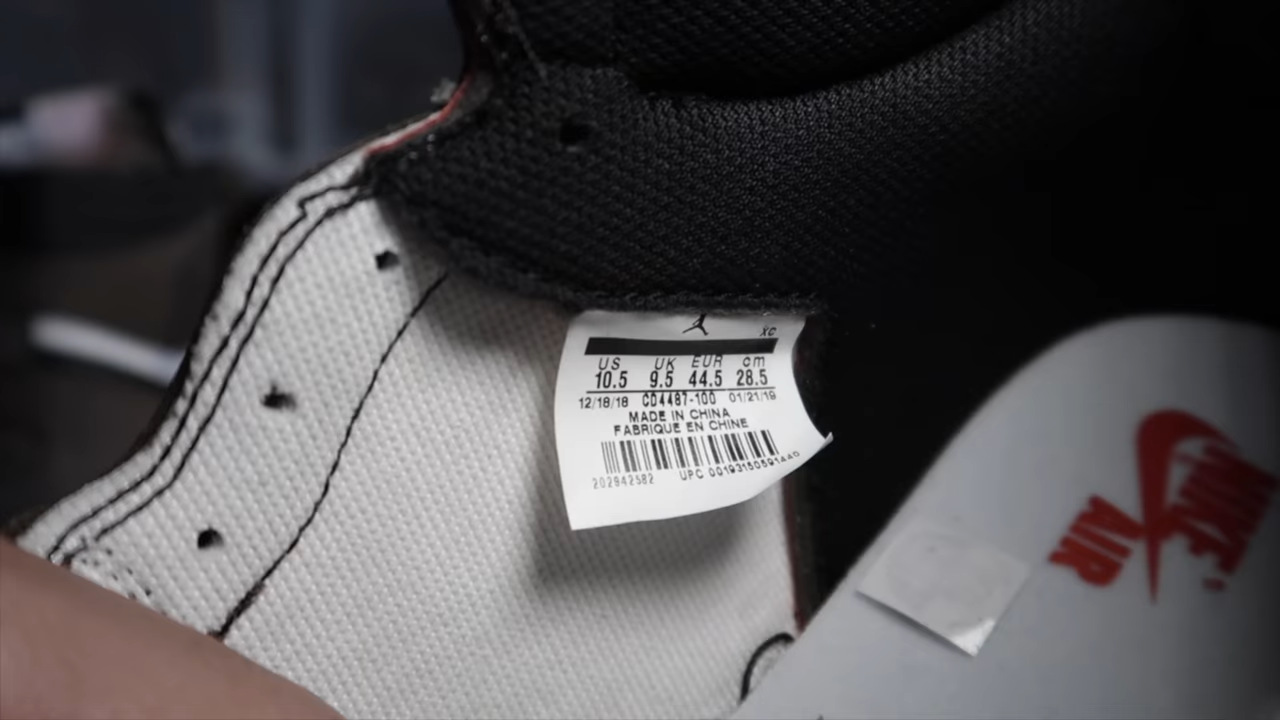 XC
US UK EUR cm
10.5 9.5 44.5 28.5
12/18/18 CD4487-100 01/21/19
MADE IN CHINA
FABRIQUE EN CHINE
202942582 UPC 00193150591440
NIKE
AIR